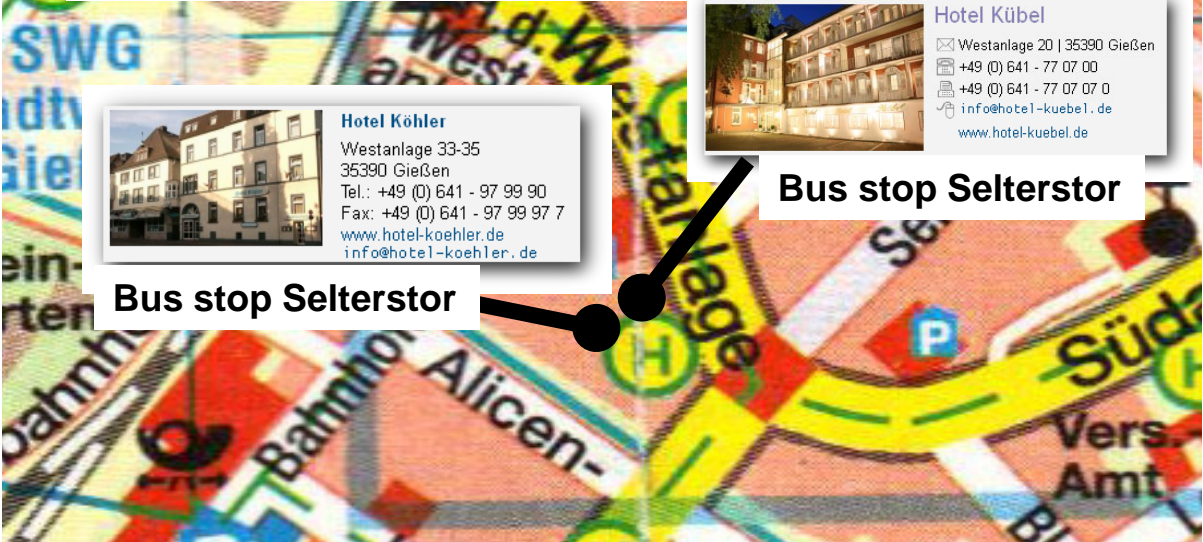 SWG
West-
Westanlage
Hotel Kübel
Westanlage 20 | 35390 Gießen
+49 (0) 641 - 77 07 00
+49 (0) 641 - 77 07 07 0
info@hotel-kuebel.de
www.hotel-kuebel.de
Bus stop Selterstor
Hotel Köhler
Westanlage 33-35
35390 Gießen
Tel.: +49 (0) 641 - 97 99 90
Fax: +49 (0) 641 - 97 99 97 7
www.hotel-koehler.de
info@hotel-koehler.de
Bus stop Selterstor
H
P
Alicen-
Bahnho
Vers.-
Amt